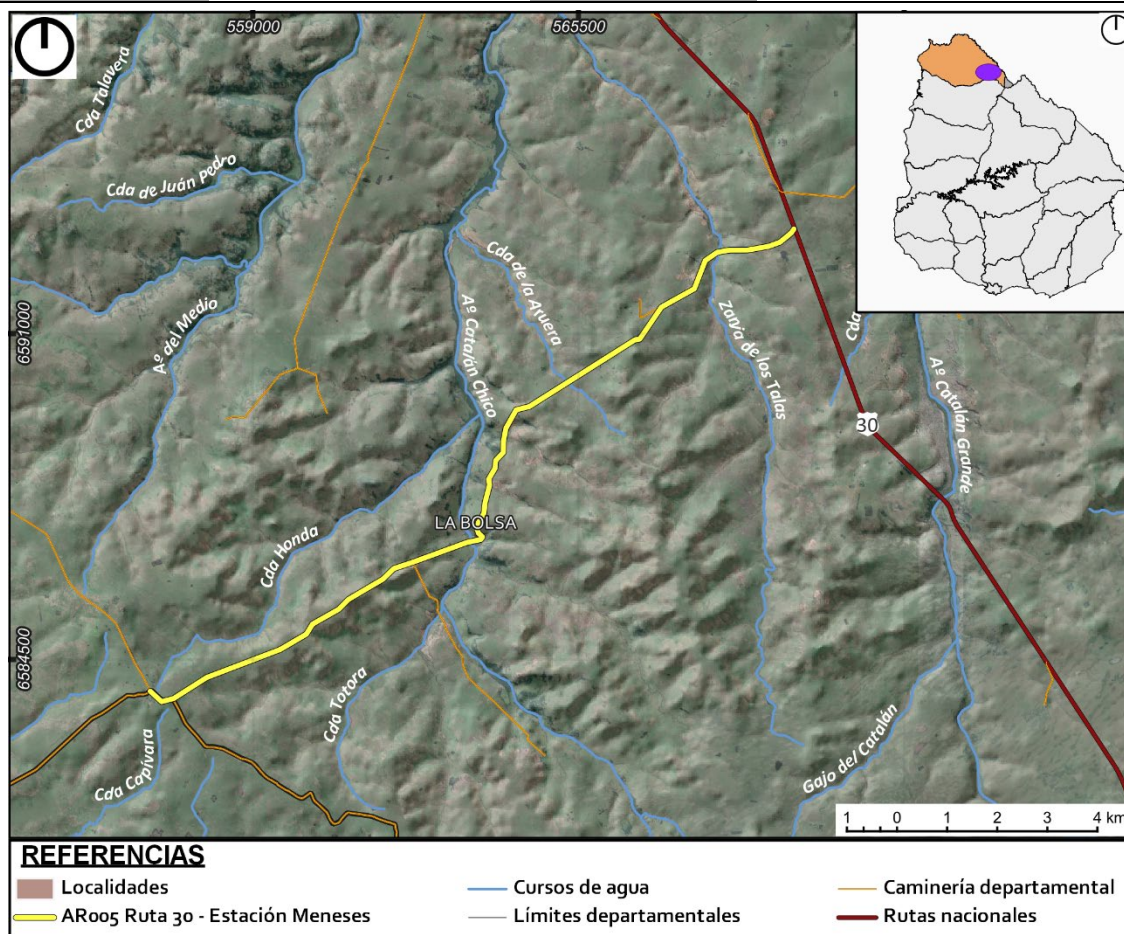 559000
565500
6591000
6584500
Cda Talavera
Cda de Juán pedro
Aº del Medio
Cda de la Aruera
Aº Catalán Chico
Zanja de los Talas
Cda
Aº Catalán Grande
30
LA BOLSA
Cda Honda
Cda Totora
Cda Capivara
Gajo del Catalán
1 0 1 2 3 4 km
REFERENCIAS
Localidades
Cursos de agua
Caminería departamental
AR005 Ruta 30 - Estación Meneses
Límites departamentales
Rutas nacionales